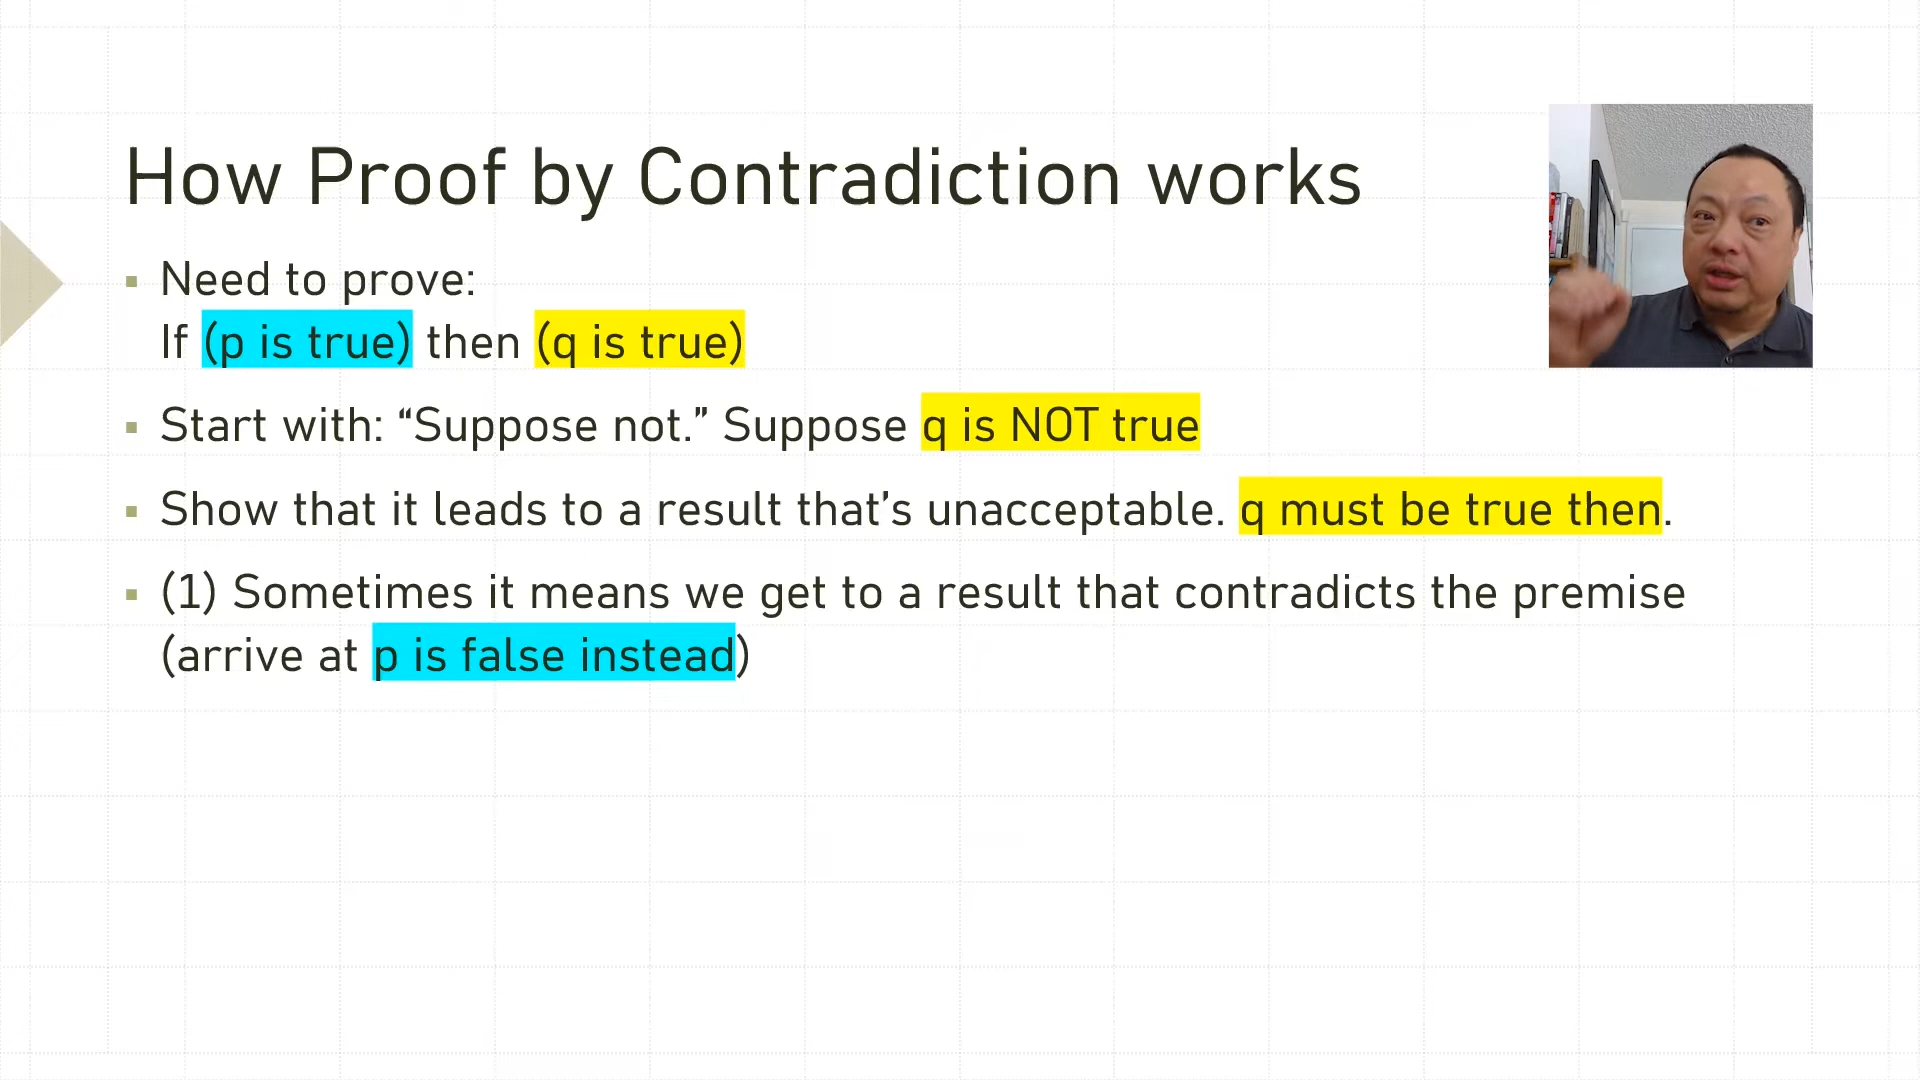 How Proof by Contradiction works
Need to prove:
If (p is true) then (q is true)
Start with: “Suppose not.” Suppose q is NOT true
Show that it leads to a result that’s unacceptable. q must be true then.
(1) Sometimes it means we get to a result that contradicts the premise
(arrive at p is false instead)